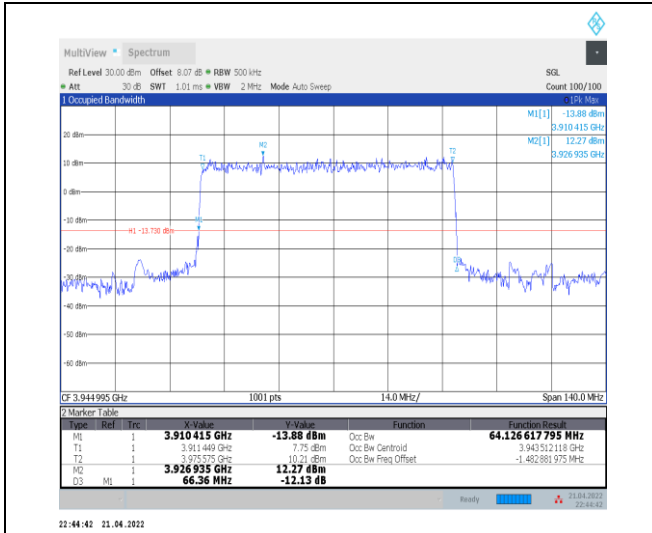 MultiView Spectrum
Ref Level 30.00 dBm Offset 8.07 dB RBW 500 kHz SGL
Att 30 dB SWT 1.01 ms VBW 2 MHz Mode Auto Sweep Count 100/100
1 Occupied Bandwidth 1Pk Max
M1[1] -13.88 dBm
3.910 415 GHz
M2[1] 12.27 dBm
3.926 935 GHz
20 dBm
M2
T1
T2
10 dBm
0 dBm
-10 dBm
M1
H1 -13.730 dBm
-20 dBm
D3
-30 dBm
-40 dBm
-50 dBm
-60 dBm
CF 3.944 995 GHz 1001 pts 14.0 MHz/ Span 140.0 MHz
2 Marker Table
Type Ref Trc X-Value Y-Value Function Function Result
M1 1 3.910 415 GHz -13.88 dBm Occ Bw 64.126 617 795 MHz
T1 1 3.911 449 GHz 7.75 dBm Occ Bw Centroid 3.943 512 118 GHz
T2 1 3.975 575 GHz 10.21 dBm Occ Bw Freq Offset -1.482 881 975 MHz
M2 1 3.926 935 GHz 12.27 dBm
D3 M1 1 66.36 MHz -12.13 dB
Ready 21.04.2022
22:44:42
22:44:42 21.04.2022